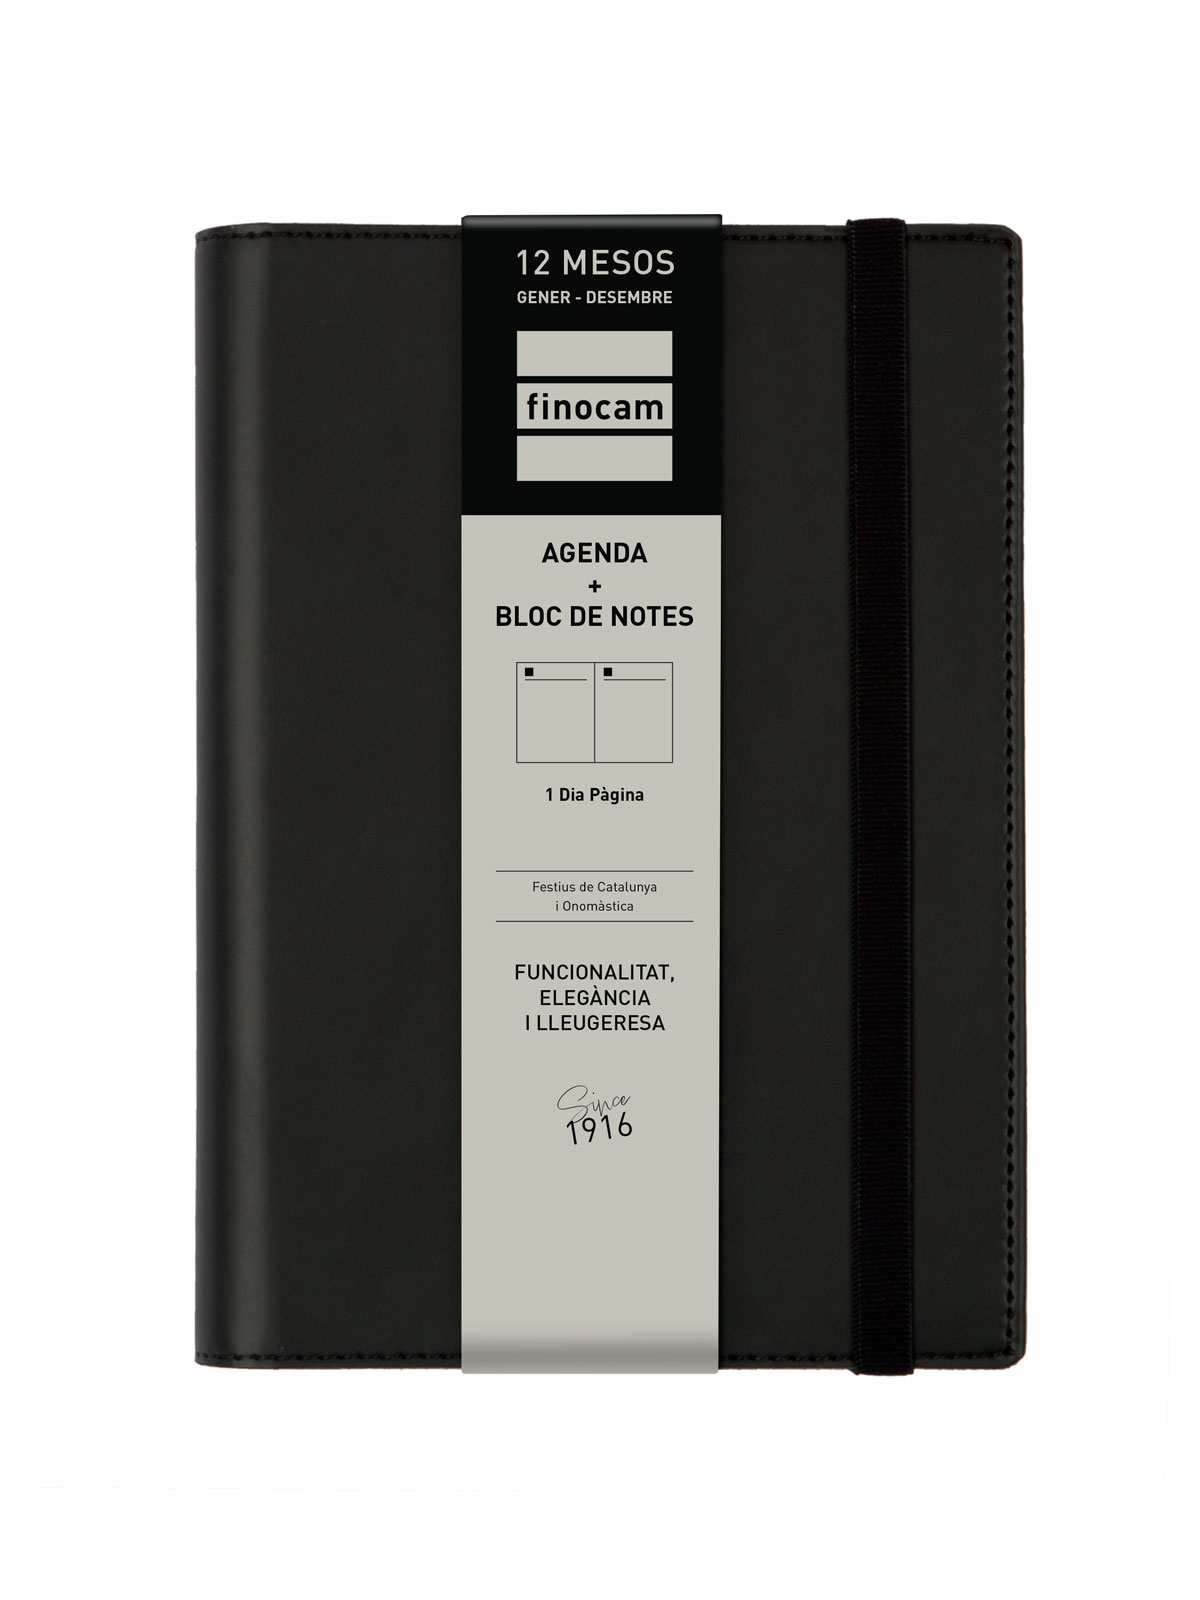 12 MESOS
GENER - DESEMBRE
finocam
AGENDA
+
BLOC DE NOTES
1 Dia Pàgina
Festius de Catalunya
i Onomàstica
FUNCIONALITAT,
ELEGÀNCIA
I LLEUGERESA
Since
1916